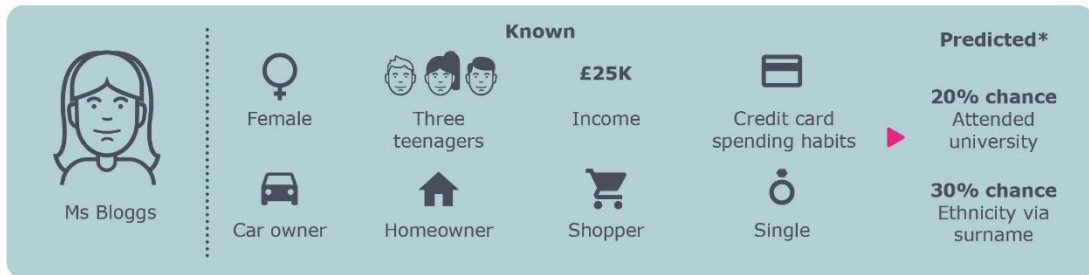 Ms Bloggs
Known
Female
Three
teenagers
£25K
Income
Credit card
spending habits
Car owner
Homeowner
Shopper
Single
Predicted*
20% chance
Attended
university
30% chance
Ethnicity via
surname